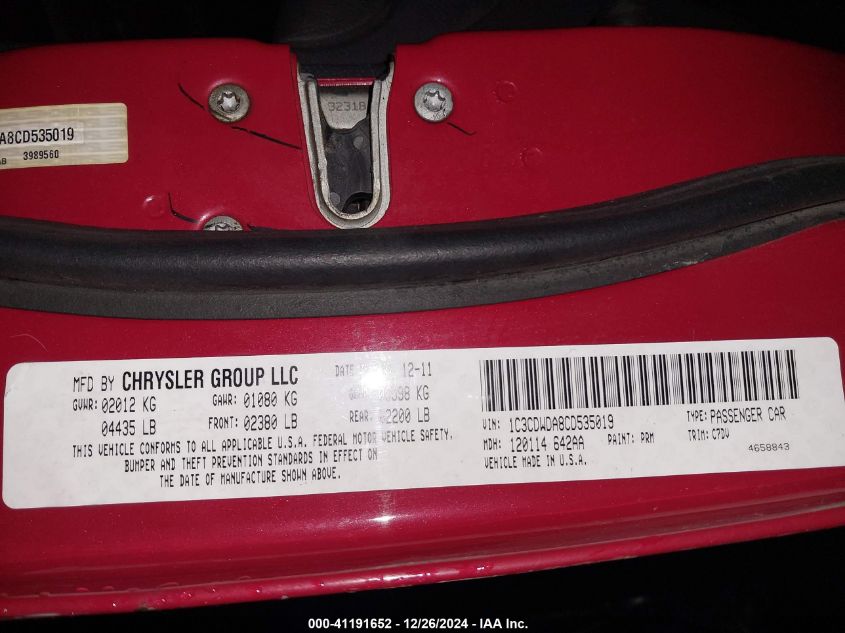 32318
A8CD535019
AB 3989560
MFD BY CHRYSLER GROUP LLC
DATE 12-11
GVWR: 02012 KG GAWR: 01080 KG KG
04435 LB FRONT: 02380 LB REAR: 02200 LB
THIS VEHICLE CONFORMS TO ALL APPLICABLE U.S.A. FEDERAL MOTOR VEHICLE SAFETY,
BUMPER AND THEFT PREVENTION STANDARDS IN EFFECT ON
THE DATE OF MANUFACTURE SHOWN ABOVE.
VIN: 1C3CDWDA8CD535019 TYPE: PASSENGER CAR
MDH: 120114 642AA PAINT: PRM TRIM: C7DV
VEHICLE MADE IN U.S.A. 4658843
000-41191652 / 12/26/2024 - IAA Inc.